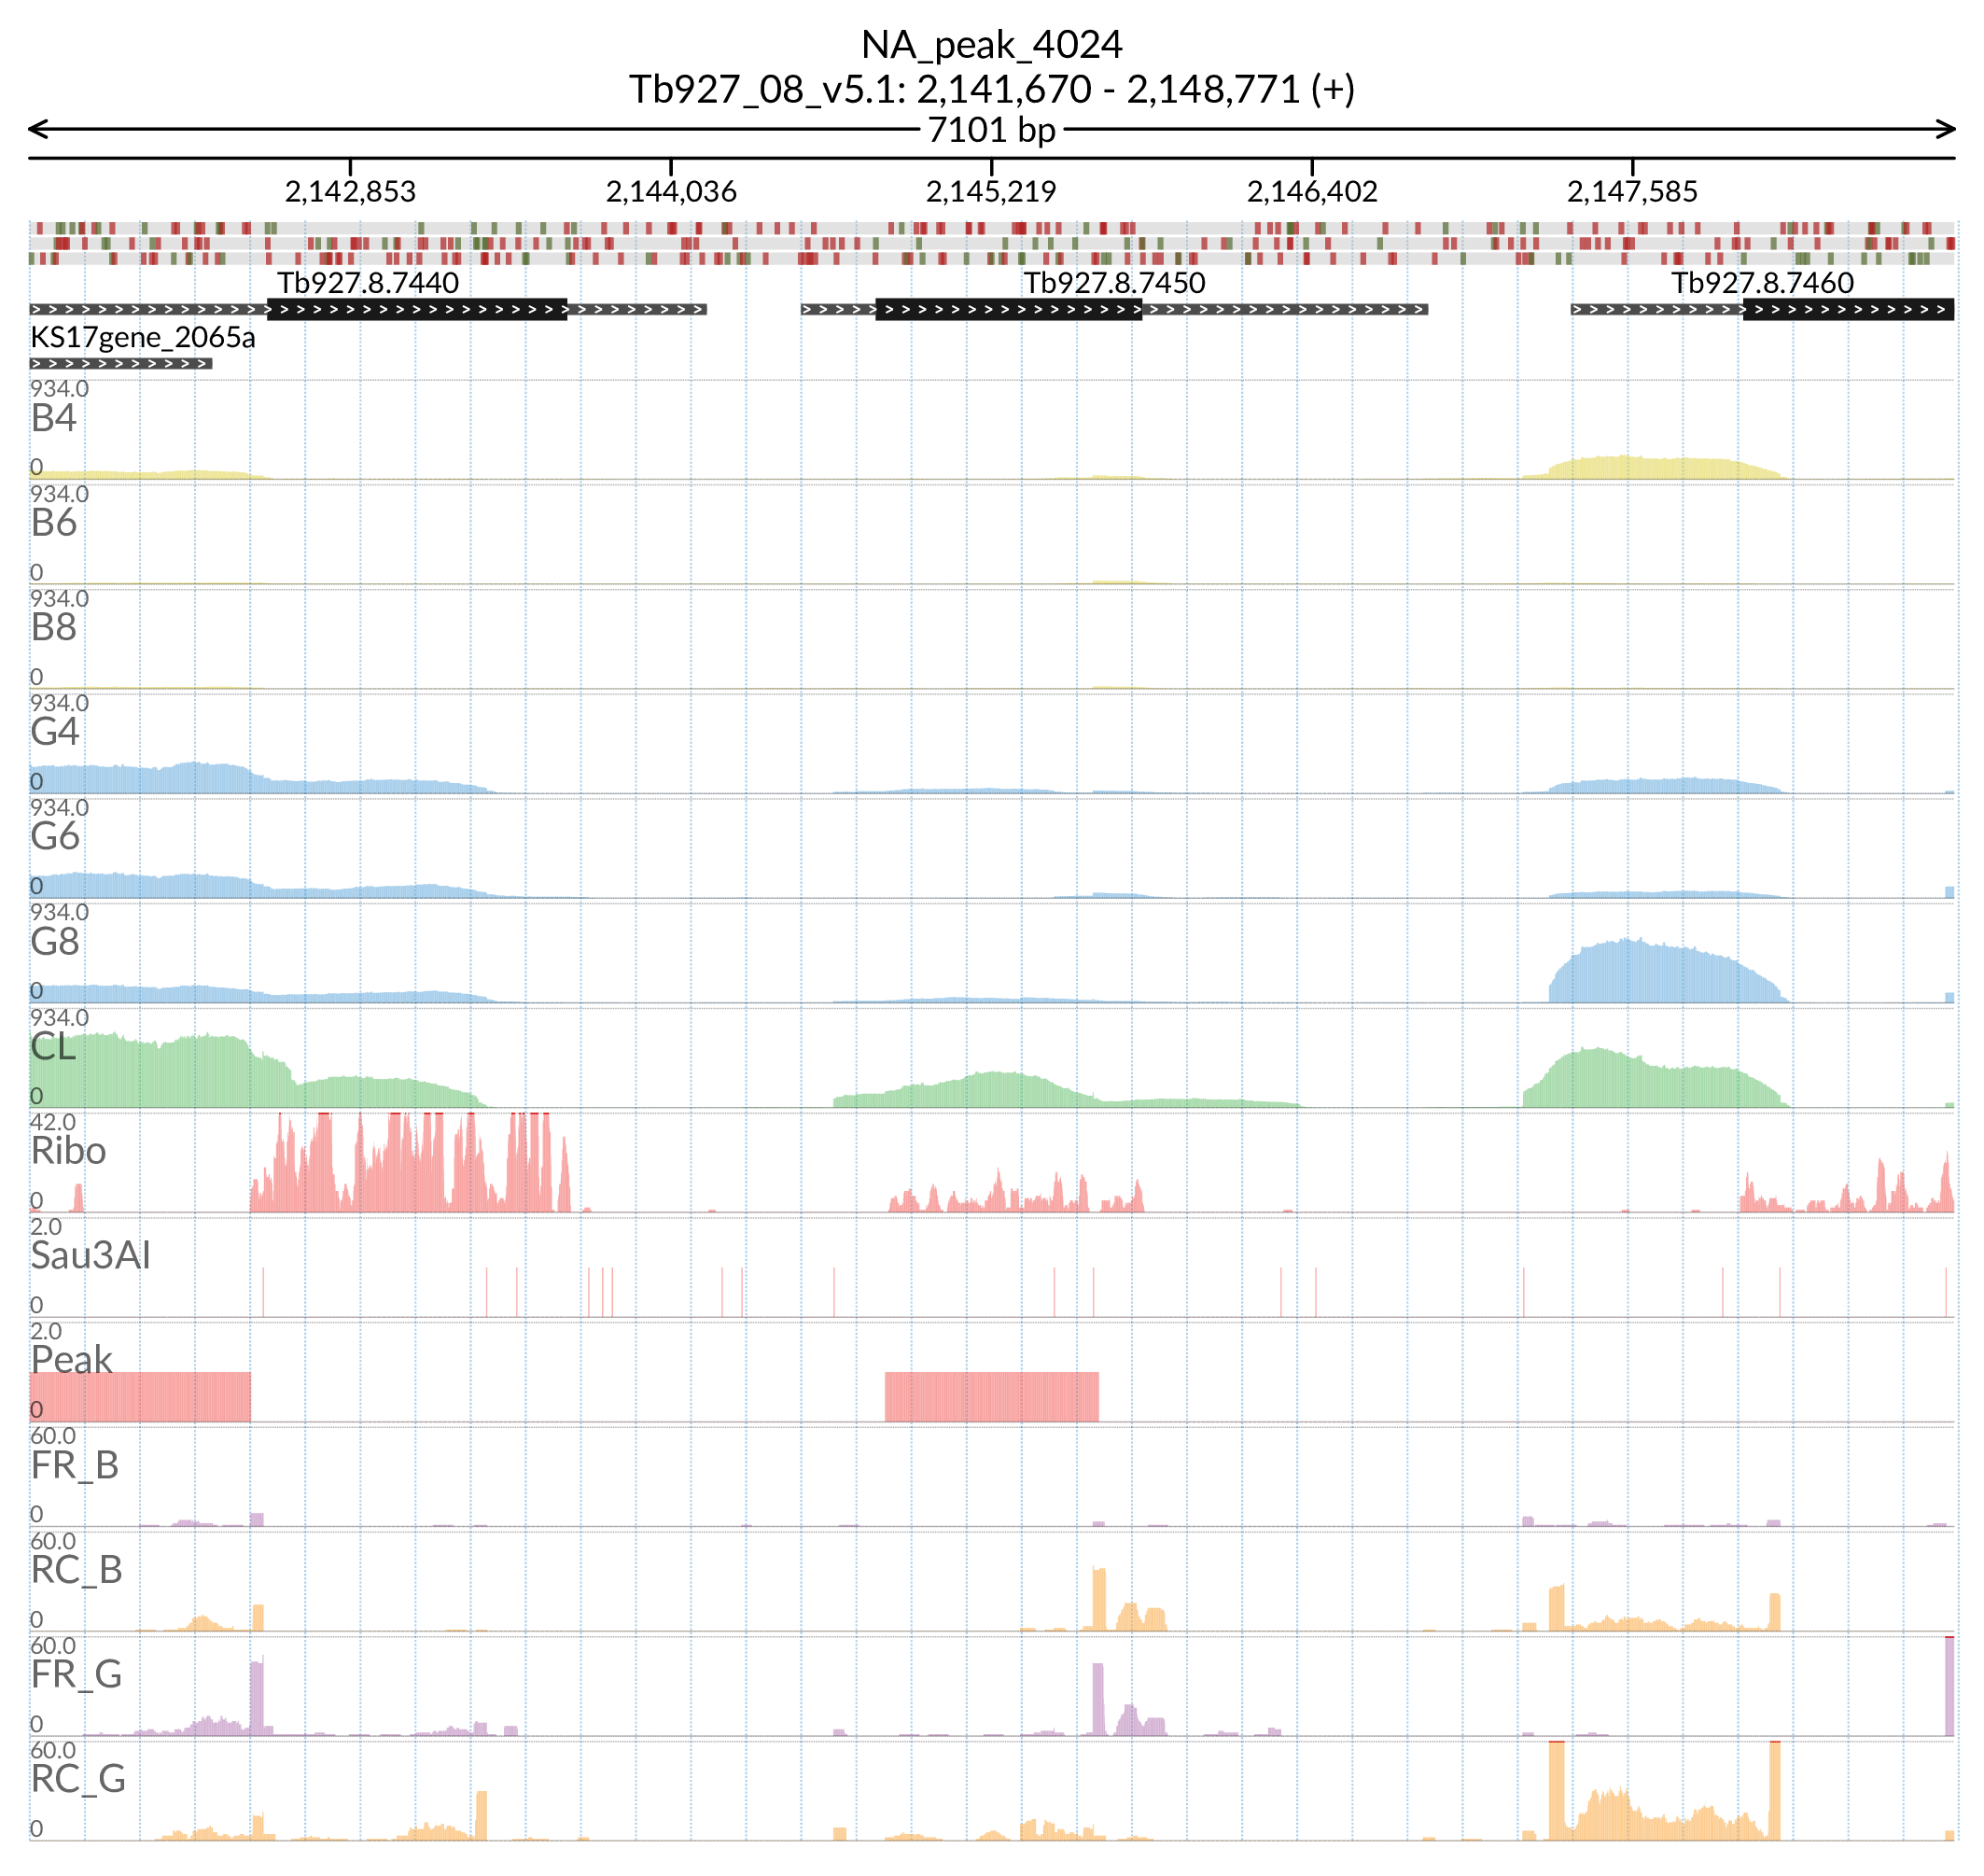 NA_peak_4024
Tb927_08_v5.1: 2,141,670 - 2,148,771 (+)
7101 bp
2,142,853 2,144,036 2,145,219 2,146,402 2,147,585
Tb927.8.7440 Tb927.8.7450 Tb927.8.7460
KS17gene_2065a
934.0
B4
0
934.0
B6
0
934.0
B8
0
934.0
G4
0
934.0
G6
0
934.0
G8
0
934.0
CL
0
42.0
Ribo
0
2.0
Sau3AI
0
2.0
Peak
0
60.0
FR_B
0
60.0
RC_B
0
60.0
FR_G
0
60.0
RC_G
0